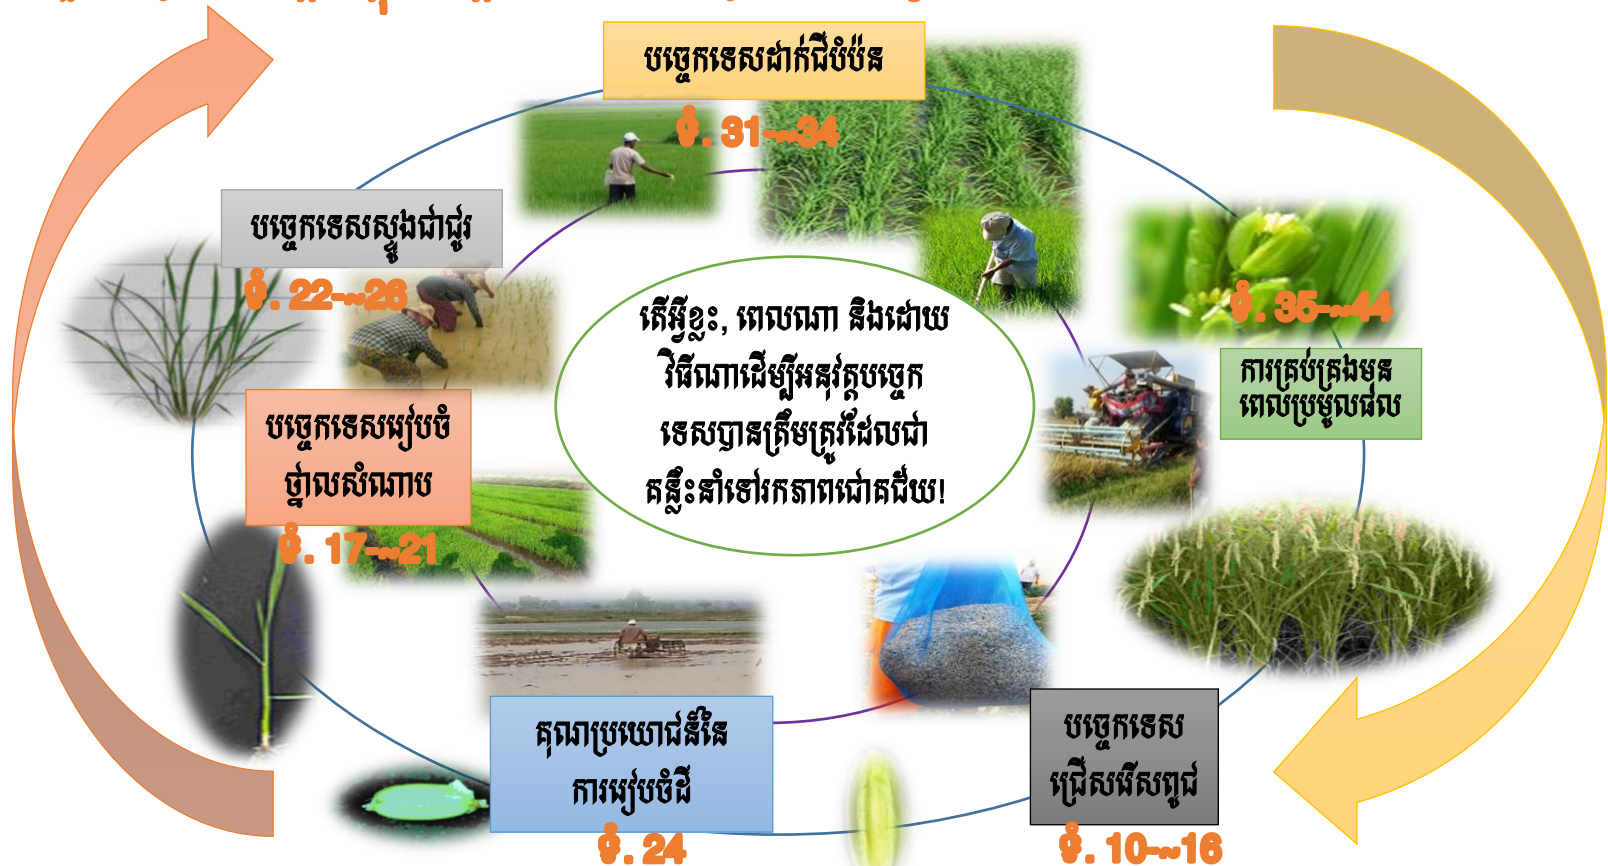 បច្ចេកទេសដាក់ជីបំប៉ន
ទំ. 31-~34
បច្ចេកទេសស្ទូងជាជួរ
ទំ. 22-~26
ទំ. 35-~44
ការគ្រប់គ្រងមុន
ពេលប្រមូលផល
តើអ្វីខ្លះ, ពេលណា និងដោយ
វិធីណាដើម្បីអនុវត្តបច្ចេក
ទេសបានត្រឹមត្រូវដែលជា
គន្លឹះនាំទៅរកភាពជោគជ័យ!
បច្ចេកទេសរៀបចំ
ថ្នាលសំណាប
ទំ. 17-~21
គុណប្រយោជន៏នៃ
ការរៀបចំដី
ទំ. 24
បច្ចេកទេស
ជ្រើសរើសពូជ
ទំ. 10-~16